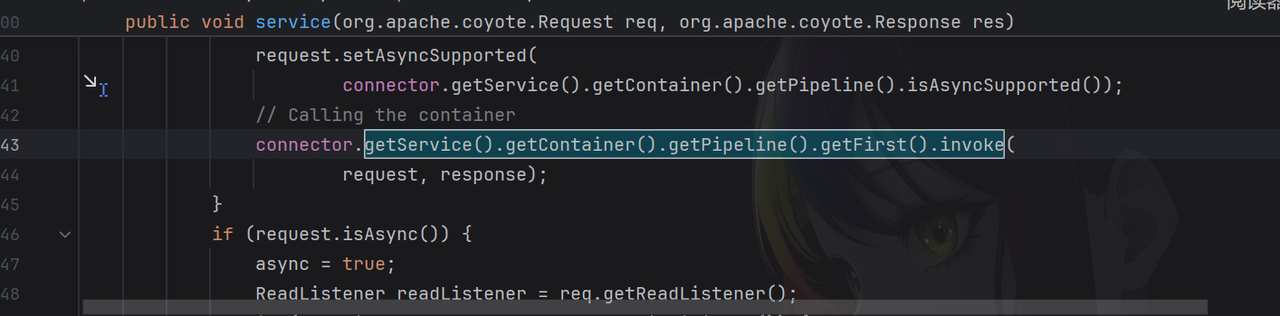 阅读器
00 public void service(org.apache.coyote.Request req, org.apache.coyote.Response res)
40 request.setAsyncSupported(
41 connector.getService().getContainer().getPipeline().isAsyncSupported());
42 // Calling the container
43 connector.getService().getContainer().getPipeline().getFirst().invoke(
44 request, response);
45 }
46 if (request.isAsync()) {
47 async = true;
48 ReadListener readListener = req.getReadListener();